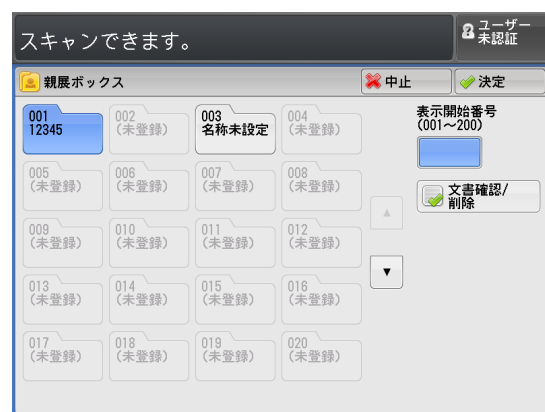 スキャンできます。
ユーザー
未認証
親展ボックス
中止
決定
001
12345
002
(未登録)
003
名称未設定
004
(未登録)
表示開始番号
(001～200)
005
(未登録)
006
(未登録)
007
(未登録)
008
(未登録)
文書確認/
削除
009
(未登録)
010
(未登録)
011
(未登録)
012
(未登録)
013
(未登録)
014
(未登録)
015
(未登録)
016
(未登録)
017
(未登録)
018
(未登録)
019
(未登録)
020
(未登録)